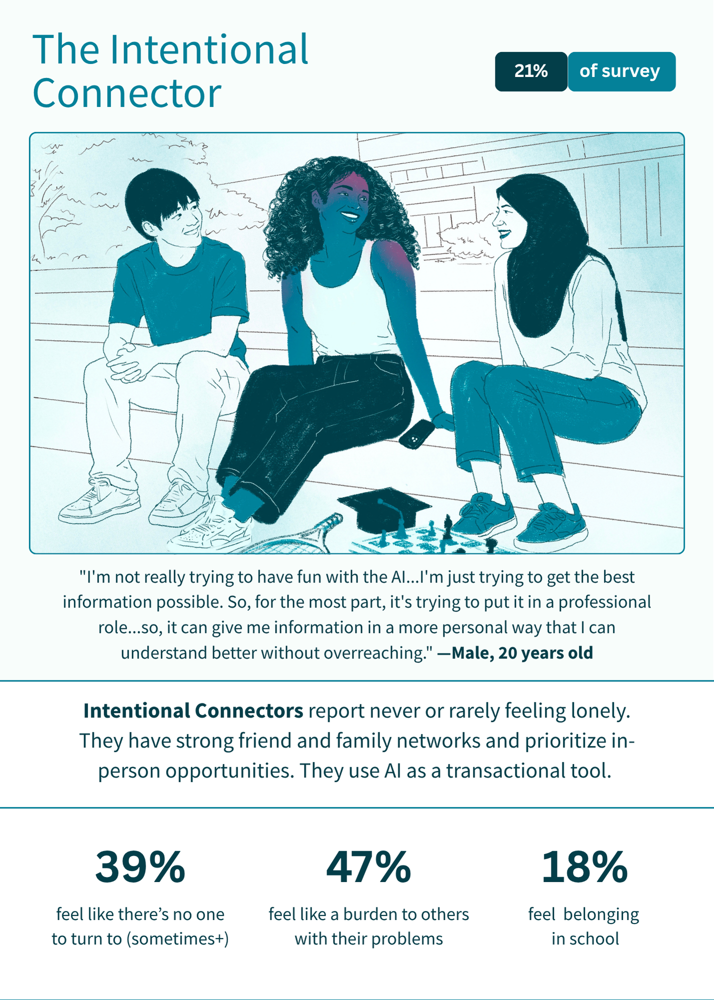 The Intentional
Connector
21% of survey
"I'm not really trying to have fun with the AI...I'm just trying to get the best
information possible. So, for the most part, it's trying to put it in a professional
role...so, it can give me information in a more personal way that I can
understand better without overreaching." —Male, 20 years old
Intentional Connectors report never or rarely feeling lonely.
They have strong friend and family networks and prioritize in-
person opportunities. They use AI as a transactional tool.
39% 47% 18%
feel like there’s no one feel like a burden to others feel belonging
to turn to (sometimes+) with their problems in school